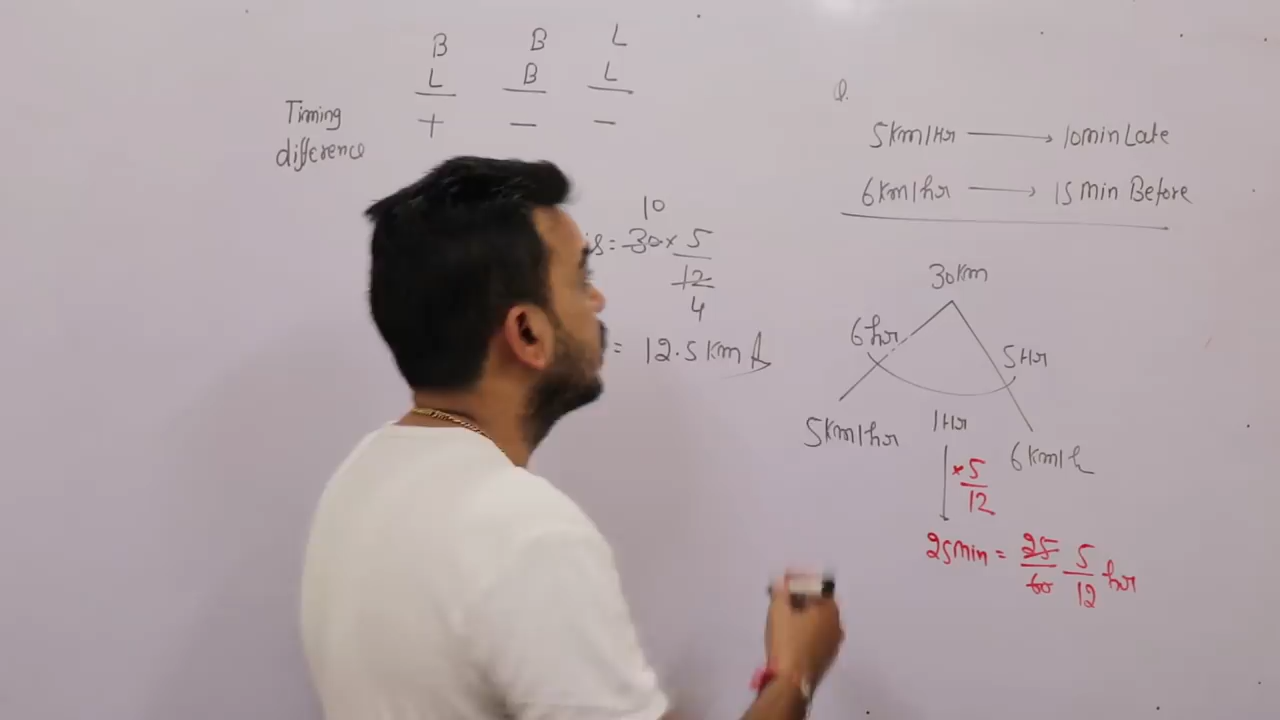 B B L
L B L
Timing + - -
difference
Q.
5km/Hr → 10min Late
6km/hr → 15 min Before
10
is = 30 × 5
12
4
= 12.5 km
30km
6hr
5Hr
5km/hr
1Hr
6km/h
× 5
12
25min = 25 5 hr
60 12